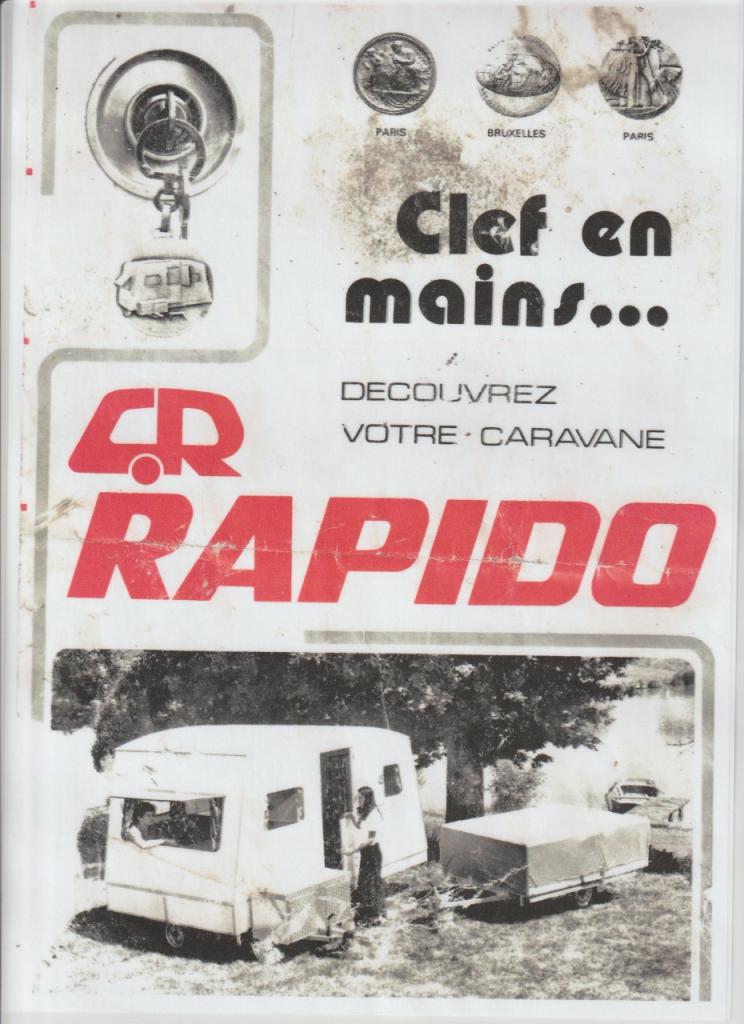 PARIS
BRUXELLES
PARIS
Clef en
mains...
DECOUVREZ
VOTRE CARAVANE
CR
RAPIDO